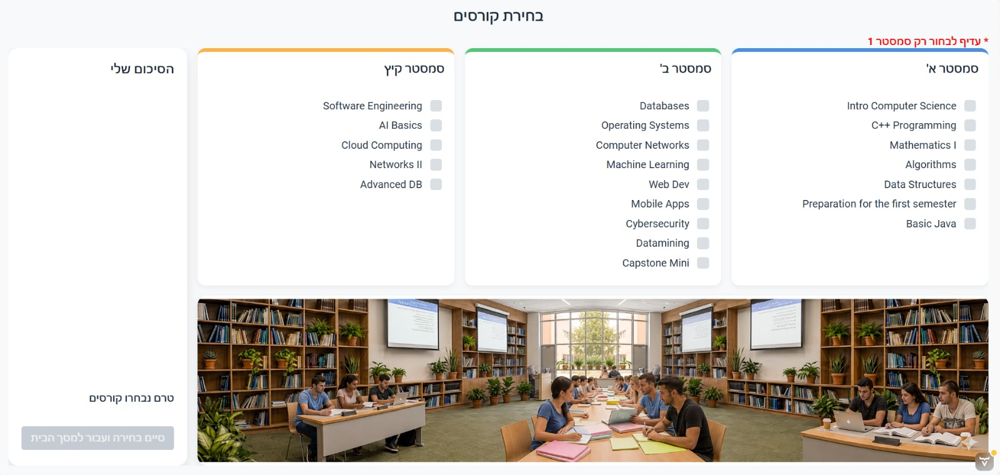 בחירת קורסים
* עדיף לבחור רק סמסטר 1
סמסטר א'
Intro Computer Science
C++ Programming
Mathematics I
Algorithms
Data Structures
Preparation for the first semester
Basic Java
סמסטר ב'
Databases
Operating Systems
Computer Networks
Machine Learning
Web Dev
Mobile Apps
Cybersecurity
Datamining
Capstone Mini
סמסטר קיץ
Software Engineering
AI Basics
Cloud Computing
Networks II
Advanced DB
הסיכום שלי
טרם נבחרו קורסים
סיים בחירה ועבור למסך הבית